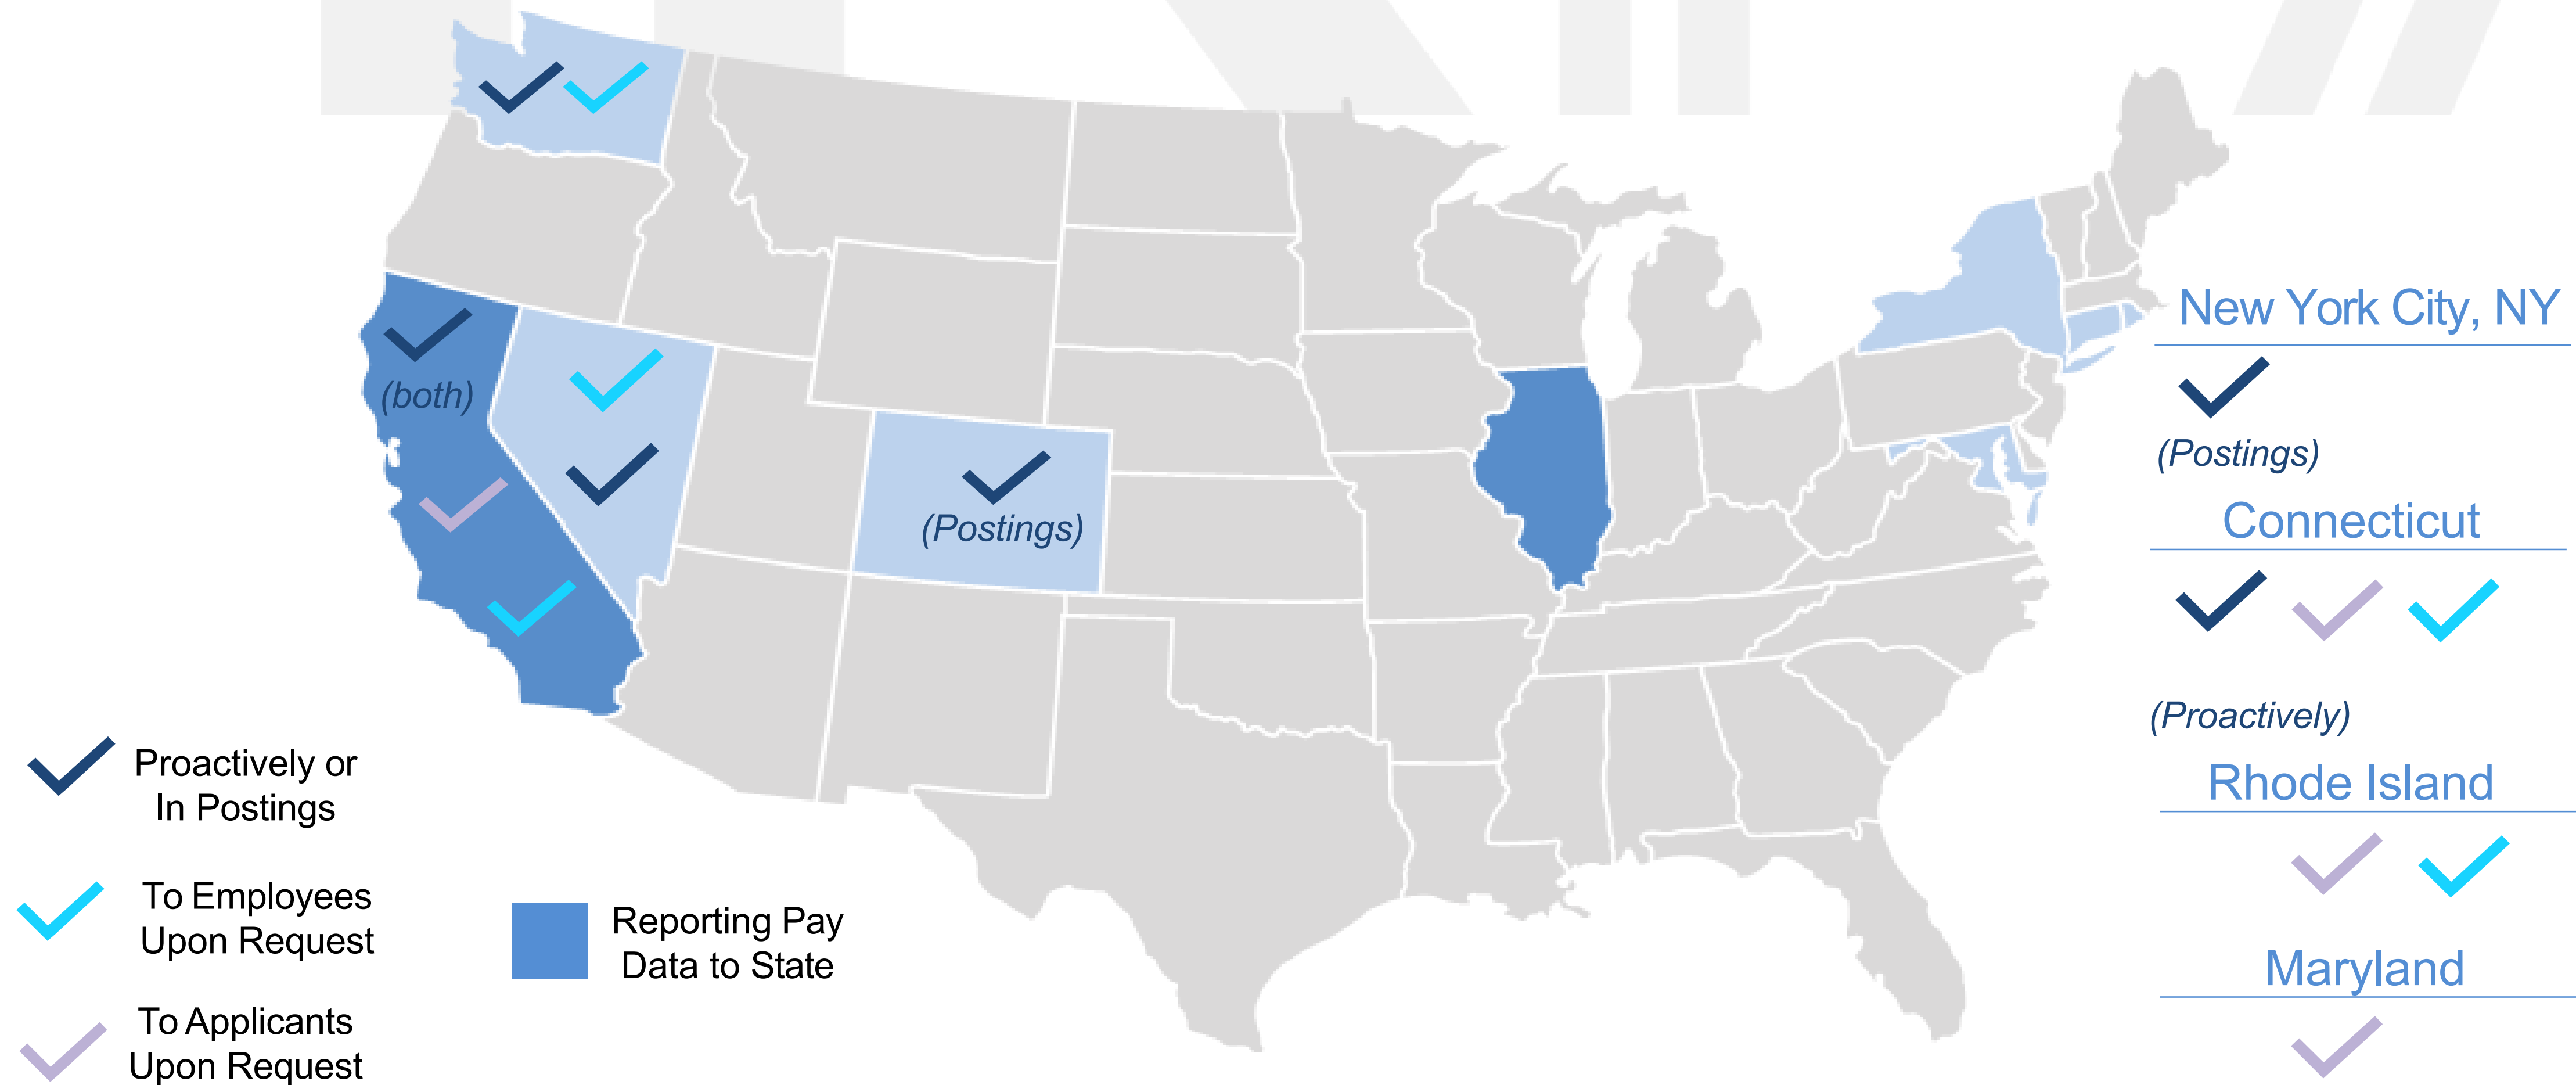 (both)
(Postings)
New York City, NY
(Postings)
Connecticut
(Proactively)
Rhode Island
Maryland
Proactively or
In Postings
To Employees
Upon Request
To Applicants
Upon Request
Reporting Pay
Data to State